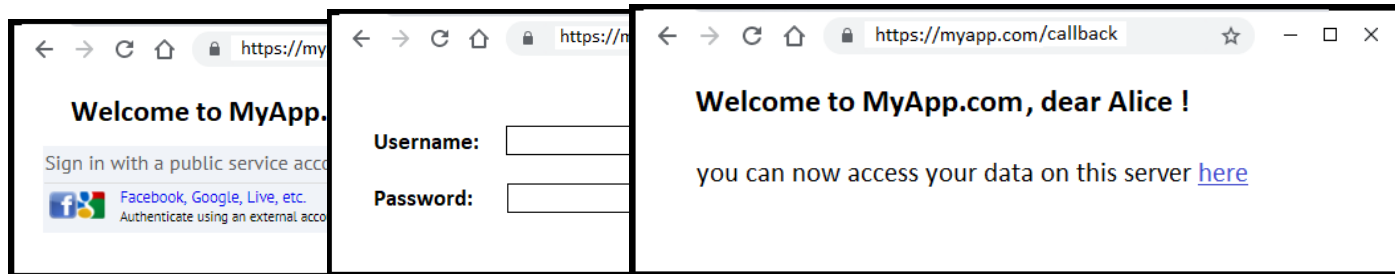 https://my
Welcome to MyApp.
Sign in with a public service acco
Facebook, Google, Live, etc.
Authenticate using an external acco
https://m
Username:
Password:
https://myapp.com/callback
Welcome to MyApp.com, dear Alice !
you can now access your data on this server here